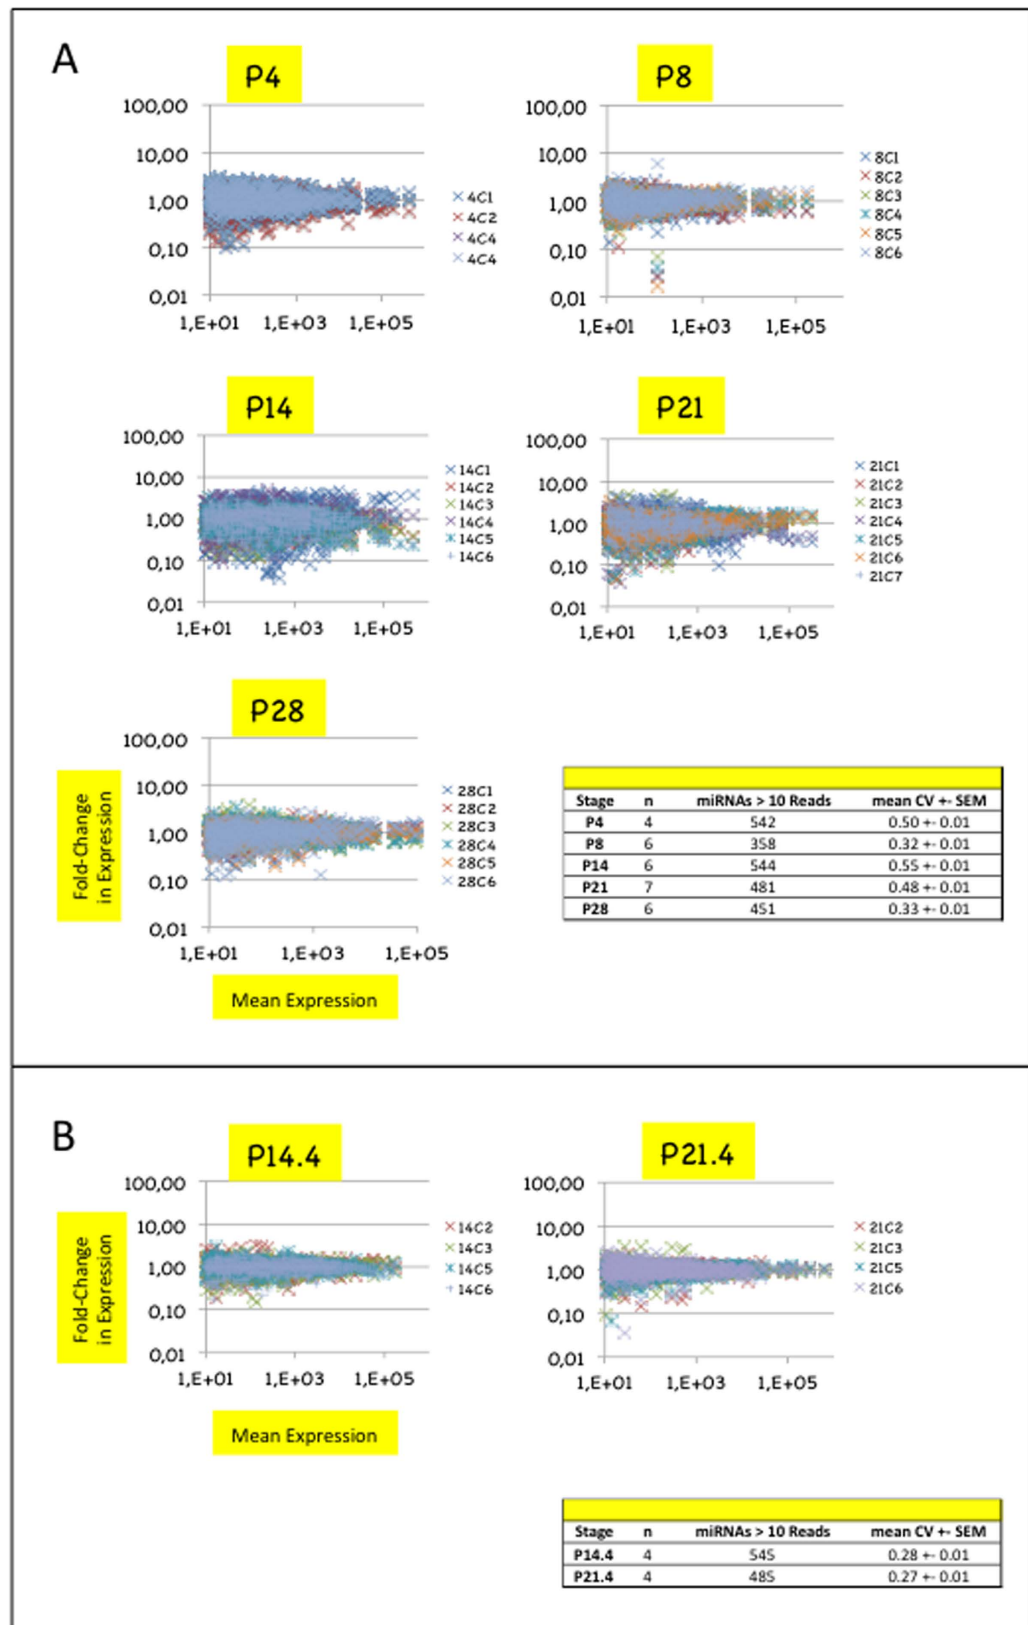 A
P4
100,00
10,00
1,00
0,10
0,01
1,E+01 1,E+03 1,E+05
4C1
4C2
4C4
4C4
P8
100,00
10,00
1,00
0,10
0,01
1,E+01 1,E+03 1,E+05
8C1
8C2
8C3
8C4
8C5
8C6
P14
100,00
10,00
1,00
0,10
0,01
1,E+01 1,E+03 1,E+05
14C1
14C2
14C3
14C4
14C5
14C6
P21
100,00
10,00
1,00
0,10
0,01
1,E+01 1,E+03 1,E+05
21C1
21C2
21C3
21C4
21C5
21C6
21C7
P28
Fold-Change
in Expression
100,00
10,00
1,00
0,10
0,01
1,E+01 1,E+03 1,E+05
28C1
28C2
28C3
28C4
28C5
28C6
Mean Expression
Stage n miRNAs > 10 Reads mean CV +- SEM
P4 4 542 0.50 +- 0.01
P8 6 358 0.32 +- 0.01
P14 6 544 0.55 +- 0.01
P21 7 481 0.48 +- 0.01
P28 6 451 0.33 +- 0.01
B
P14.4
Fold-Change
in Expression
100,00
10,00
1,00
0,10
0,01
1,E+01 1,E+03 1,E+05
14C2
14C3
14C5
14C6
Mean Expression
P21.4
100,00
10,00
1,00
0,10
0,01
1,E+01 1,E+03 1,E+05
21C2
21C3
21C5
21C6
Stage n miRNAs > 10 Reads mean CV +- SEM
P14.4 4 545 0.28 +- 0.01
P21.4 4 485 0.27 +- 0.01